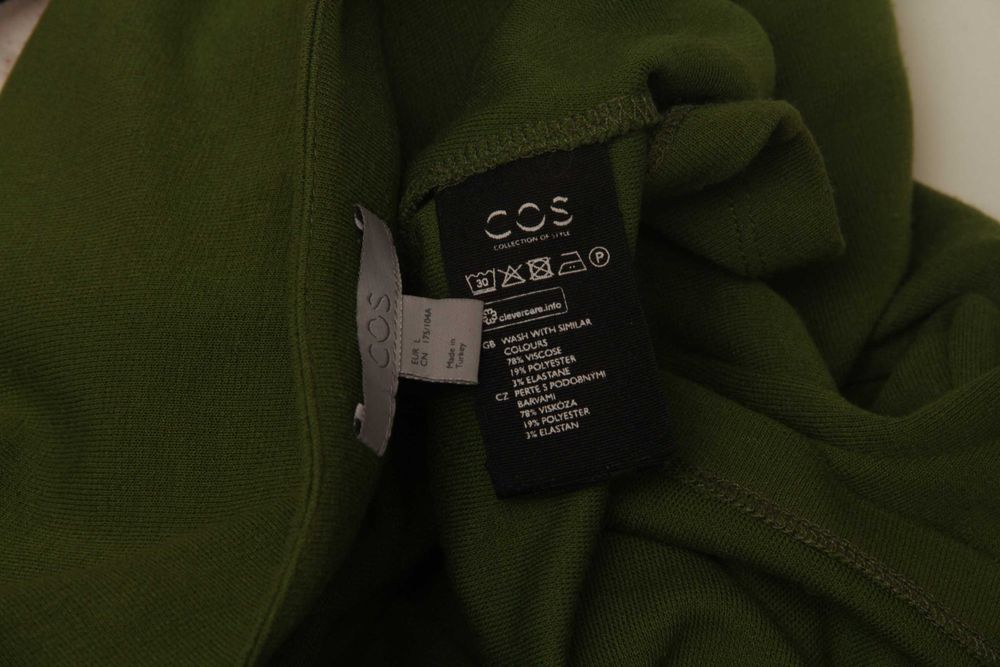 COS
EUR L
CN 175/104A
Made in
Turkey
COS
COLLECTION OF STYLE
30
P
clevercare.info
GB WASH WITH SIMILAR
COLOURS
78% VISCOSE
19% POLYESTER
3% ELASTANE
CZ PERTE S PODOBNÝMI
BARVAMI
78% VISKÓZA
19% POLYESTER
3% ELASTAN